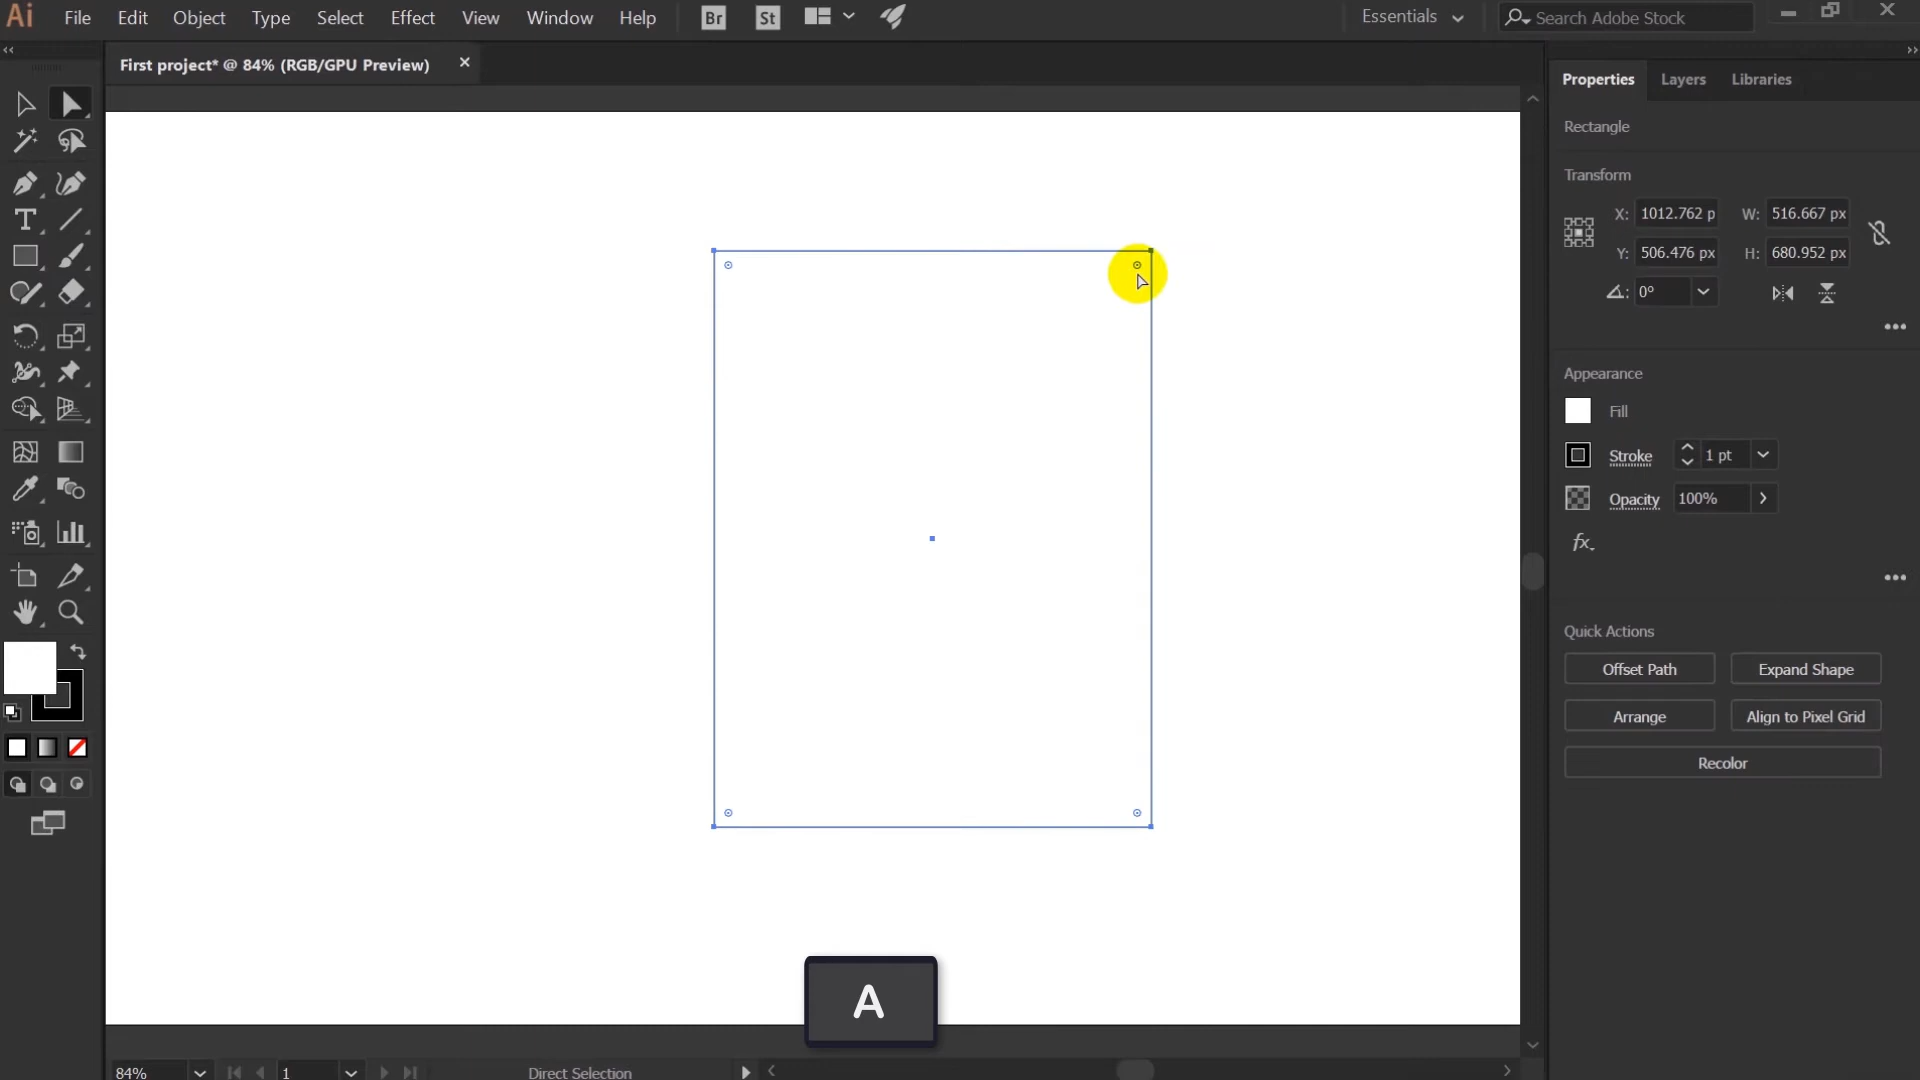 Ai File Edit Object Type Select Effect View Window Help Br St Essentials Search Adobe Stock
First project* @ 84% (RGB/GPU Preview)
Properties Layers Libraries
Rectangle
Transform
X: 1012.762 p W: 516.667 px
Y: 506.476 px H: 680.952 px
0°
Appearance
Fill
Stroke 1 pt
Opacity 100%
fx.
Quick Actions
Offset Path Expand Shape
Arrange Align to Pixel Grid
Recolor
A
84% 1 Direct Selection